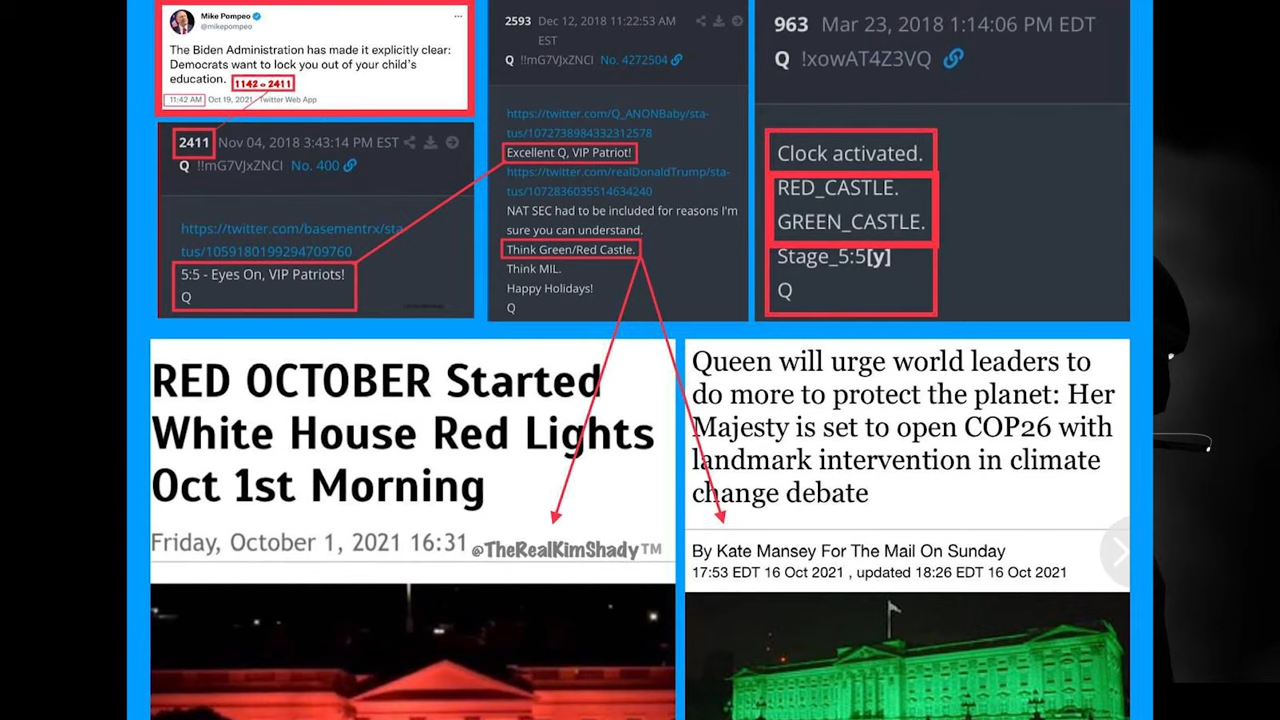 Mike Pompeo
@mikepompeo
The Biden Administration has made it explicitly clear:
Democrats want to lock you out of your child's
education.
1142 = 2411
11:42 AM Oct 19, 2021 Twitter Web App
2411 Nov 04, 2018 3:43:14 PM EST
Q !!mG7VJxZNCI No. 400
https://twitter.com/basementrx/sta-
tus/1059180199294709760
5:5 - Eyes On, VIP Patriots!
Q
2593 Dec 12, 2018 11:22:53 AM
EST
Q !!mG7VJxZNCI No. 4272504
https://twitter.com/Q_ANONBaby/sta-
tus/1072738984332312578
Excellent Q, VIP Patriot!
https://twitter.com/realDonaldTrump/sta-
tus/1072836035514634240
NAT SEC had to be included for reasons I'm
sure you can understand.
Think Green/Red Castle.
Think MIL.
Happy Holidays!
Q
963 Mar 23, 2018 1:14:06 PM EDT
Q !xowAT4Z3VQ
Clock activated.
RED_CASTLE.
GREEN_CASTLE.
Stage_5:5[y]
Q
RED OCTOBER Started
White House Red Lights
Oct 1st Morning
Friday, October 1, 2021 16:31 @TheRealKimShady™
Queen will urge world leaders to
do more to protect the planet: Her
Majesty is set to open COP26 with
landmark intervention in climate
change debate
By Kate Mansey For The Mail On Sunday
17:53 EDT 16 Oct 2021 , updated 18:26 EDT 16 Oct 2021